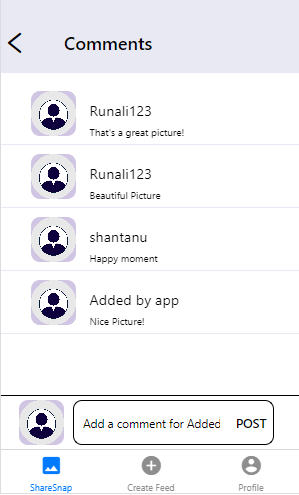 Comments
Runali123
That's a great picture!
Runali123
Beautiful Picture
shantanu
Happy moment
Added by app
Nice Picture!
Add a comment for Added POST
ShareSnap Create Feed Profile